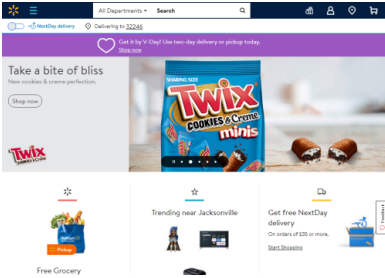 All Departments Search
NextDay delivery Delivering to 32246
Get it by V-Day! Use two-day delivery or pickup today.
Shop now
Take a bite of bliss
New cookies & creme perfection.
Shop now
SHARING SIZE
TWIX
COOKIES & Creme
minis
TWIX
Pickup
Free Grocery
Trending near Jacksonville
Get free NextDay
delivery
On orders of $35 or more.
Start Shopping
Feedback